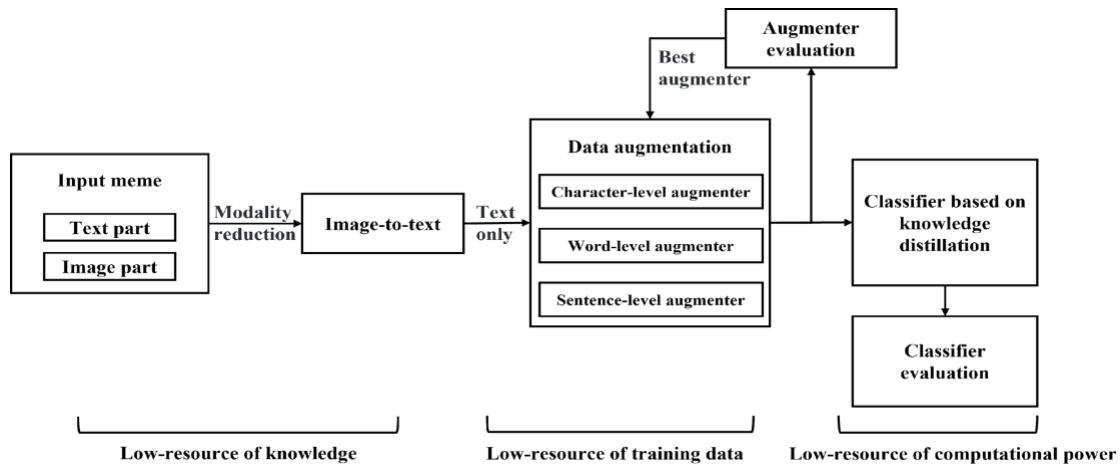 Augmenter
evaluation
Best
augmenter
Data augmentation
Character-level augmenter
Word-level augmenter
Sentence-level augmenter
Input meme
Text part
Image part
Modality
reduction
Image-to-text
Text
only
Classifier based on
knowledge
distillation
Classifier
evaluation
Low-resource of knowledge
Low-resource of training data
Low-resource of computational power